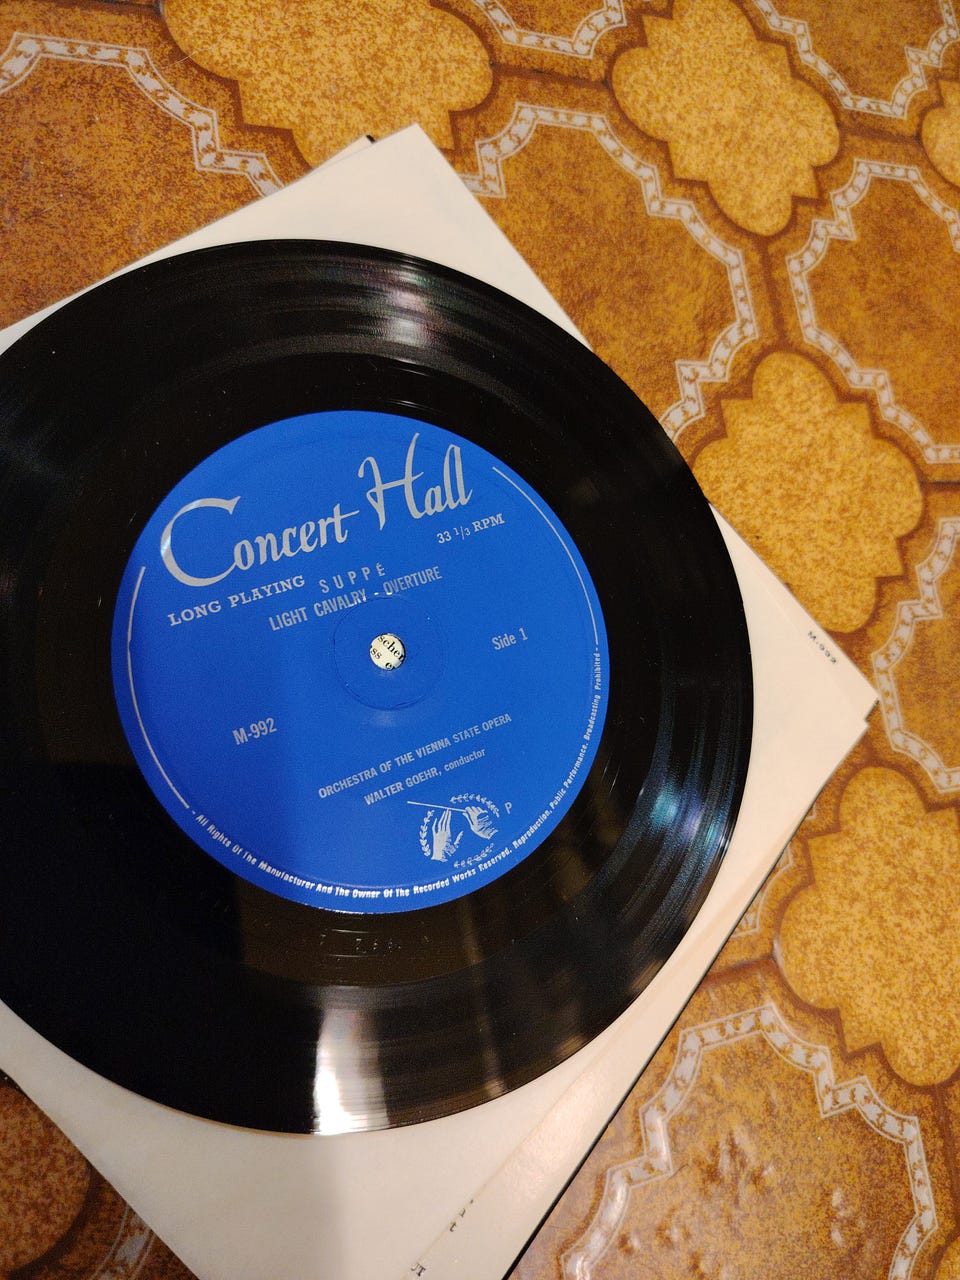 Concert Hall
33 1/3 RPM
LONG PLAYING
SUPPÉ
LIGHT CAVALRY - OVERTURE
Side 1
M-992
ORCHESTRA OF THE VIENNA STATE OPERA
WALTER GOEHR, conductor
P
- All Rights Of The Manufacturer And The Owner Of The Recorded Works Reserved. Reproduction, Public Performance, Broadcasting Prohibited -
M-992